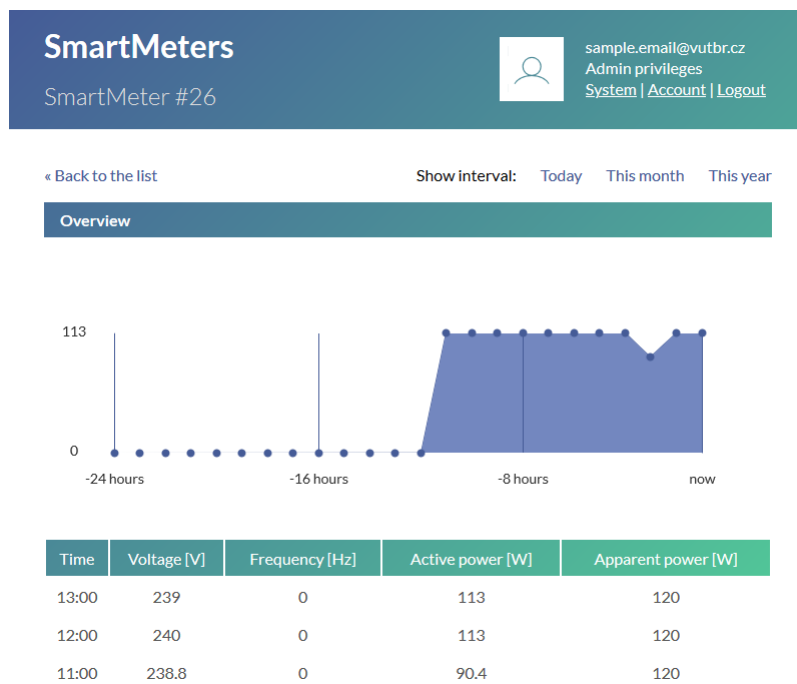 SmartMeters
SmartMeter #26
sample.email@vutbr.cz
Admin privileges
System | Account | Logout
« Back to the list
Show interval: Today This month This year
Overview
113
0
-24 hours -16 hours -8 hours now
Time Voltage [V] Frequency [Hz] Active power [W] Apparent power [W]
13:00 239 0 113 120
12:00 240 0 113 120
11:00 238.8 0 90.4 120